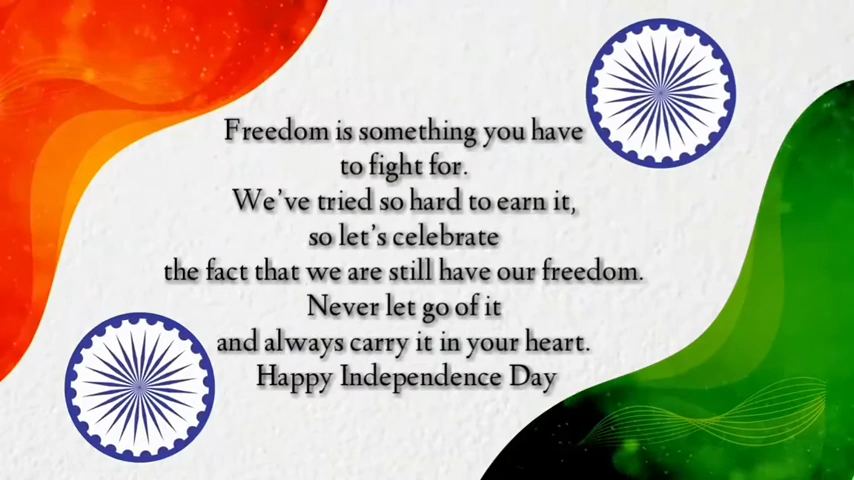 Freedom is something you have
to fight for.
We've tried so hard to earn it,
so let's celebrate
the fact that we are still have our freedom.
Never let go of it
and always carry it in your heart.
Happy Independence Day